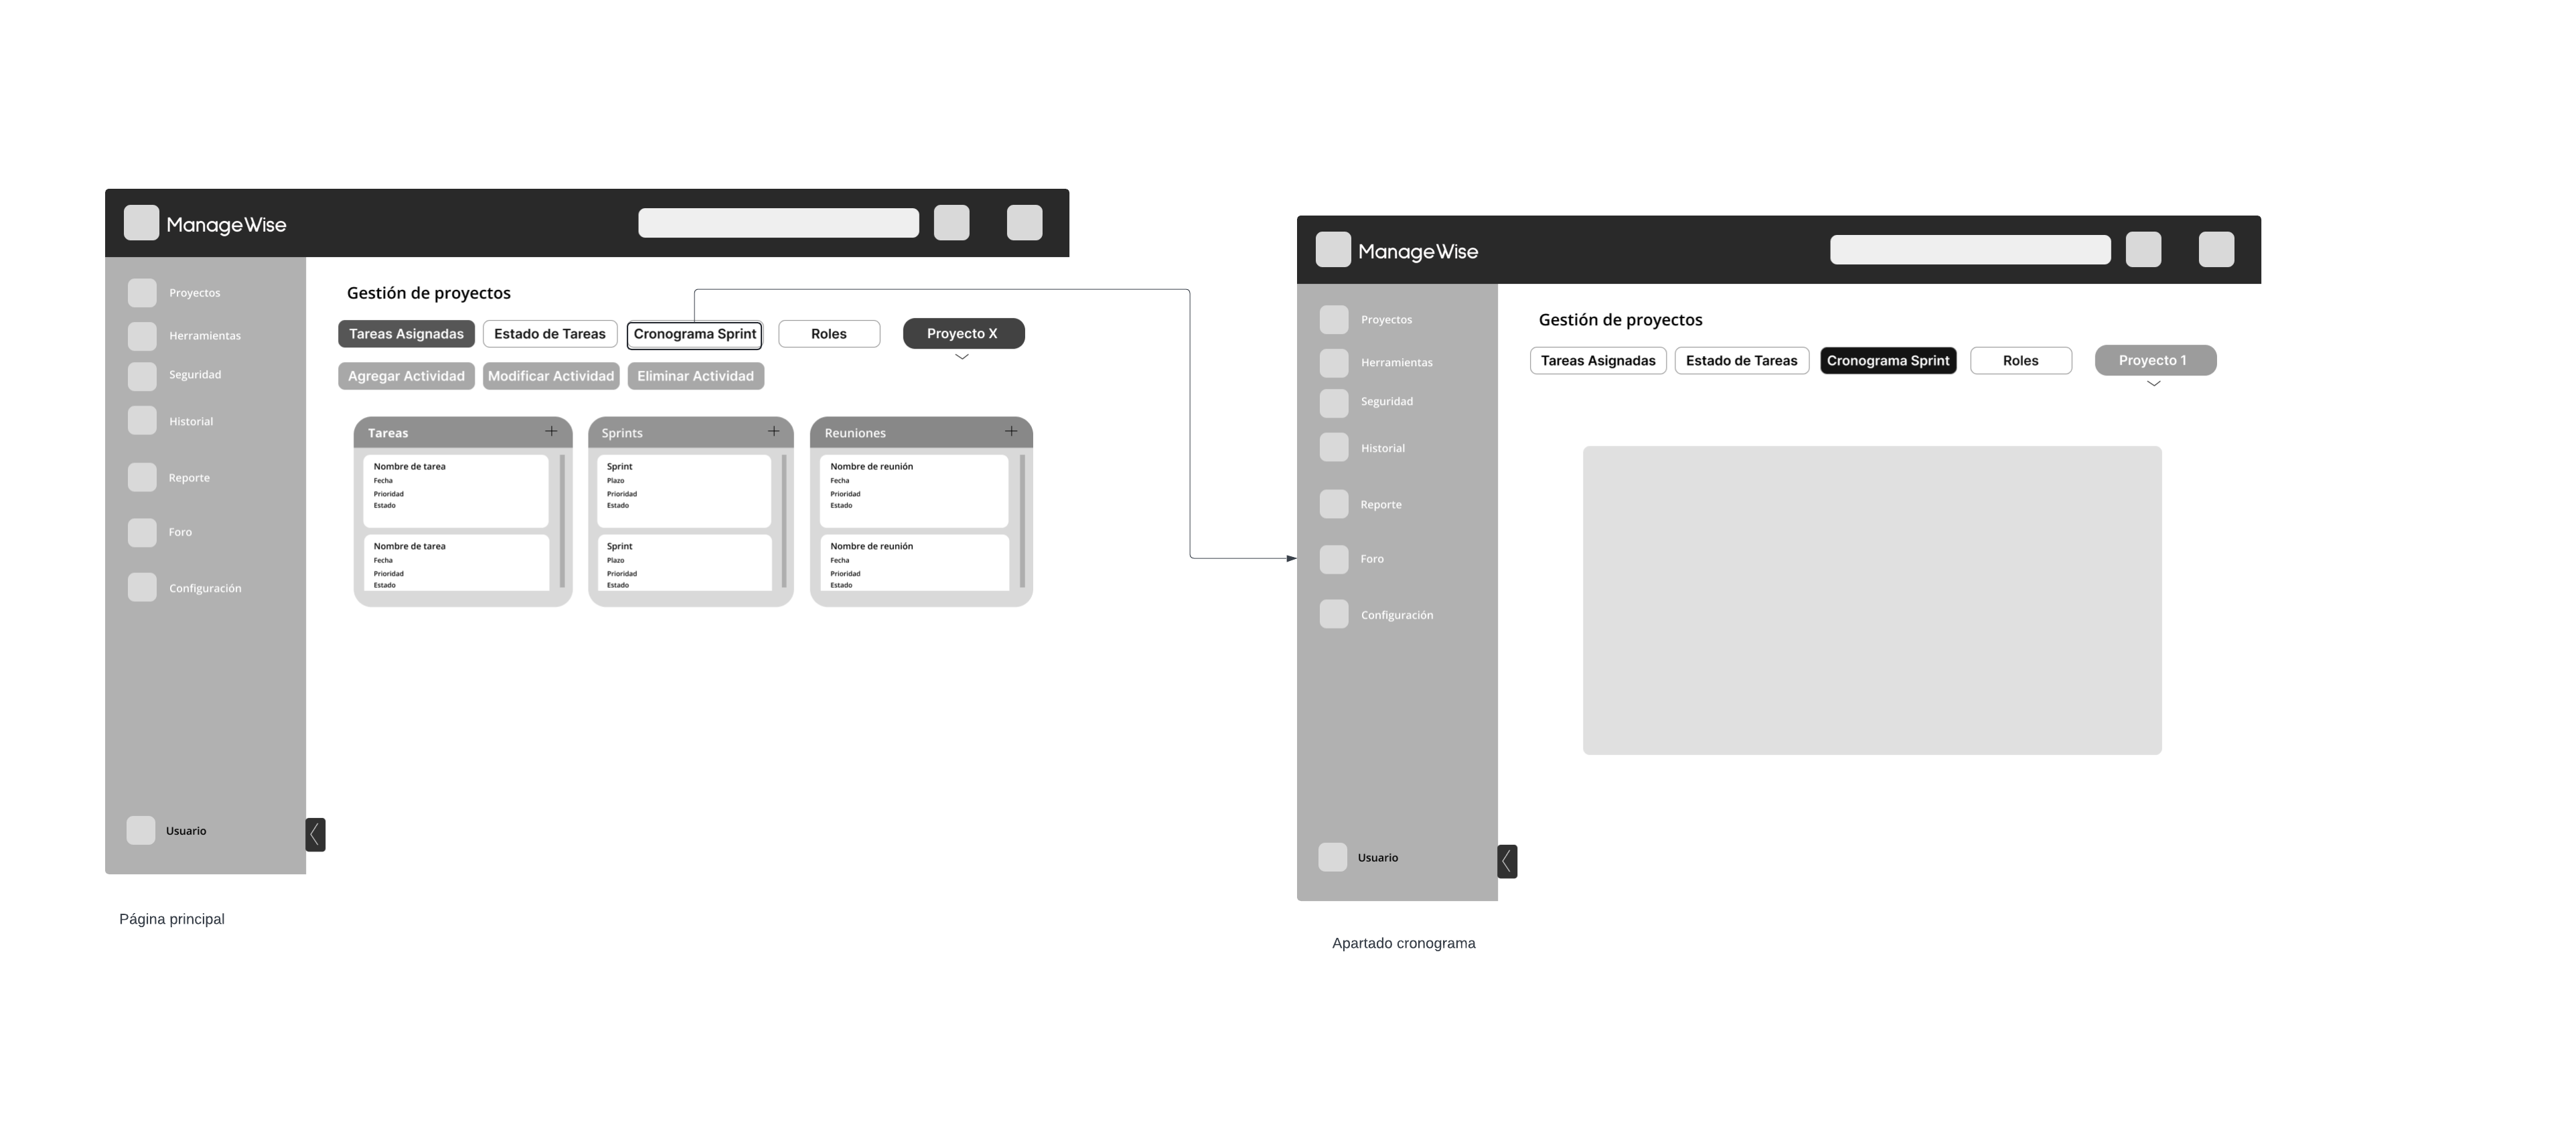 ManageWise
Proyectos
Herramientas
Seguridad
Historial
Reporte
Foro
Configuración
Usuario
Gestión de proyectos
Tareas Asignadas
Estado de Tareas
Cronograma Sprint
Roles
Proyecto X
Agregar Actividad
Modificar Actividad
Eliminar Actividad
Tareas
Nombre de tarea
Fecha
Prioridad
Estado
Nombre de tarea
Fecha
Prioridad
Estado
Sprints
Sprint
Plazo
Prioridad
Estado
Sprint
Plazo
Prioridad
Estado
Reuniones
Nombre de reunión
Fecha
Prioridad
Estado
Nombre de reunión
Fecha
Prioridad
Estado
Página principal
ManageWise
Proyectos
Herramientas
Seguridad
Historial
Reporte
Foro
Configuración
Usuario
Gestión de proyectos
Tareas Asignadas
Estado de Tareas
Cronograma Sprint
Roles
Proyecto 1
Apartado cronograma